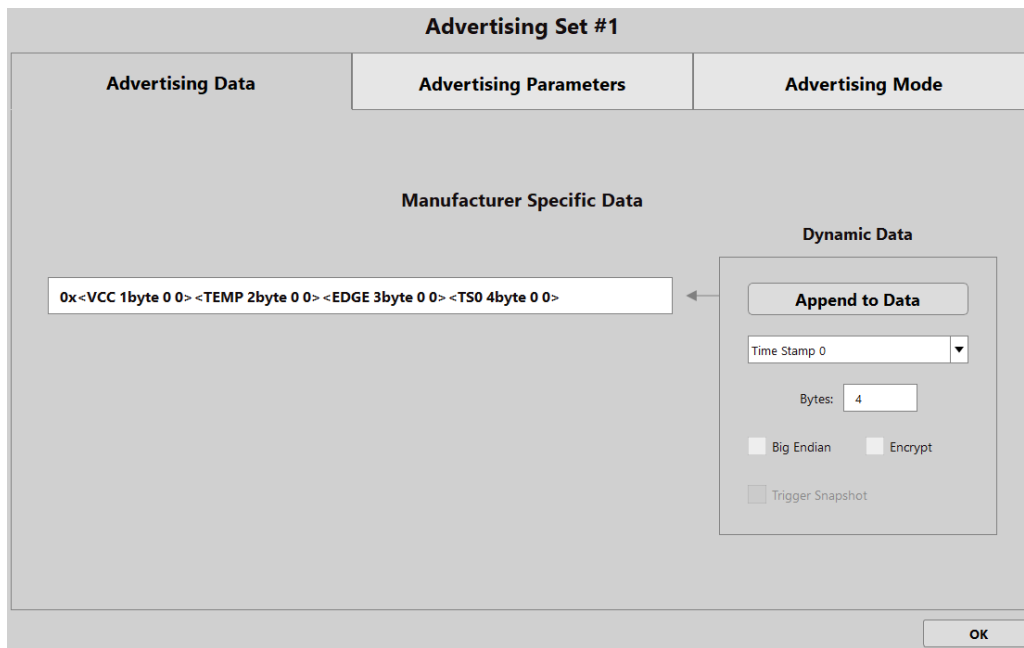 Advertising Set #1
Advertising Data
Advertising Parameters
Advertising Mode
Manufacturer Specific Data
Dynamic Data
0x<VCC 1byte 0 0> <TEMP 2byte 0 0> <EDGE 3byte 0 0> <TS0 4byte 0 0>
Append to Data
Time Stamp 0
Bytes: 4
Big Endian
Encrypt
Trigger Snapshot
OK